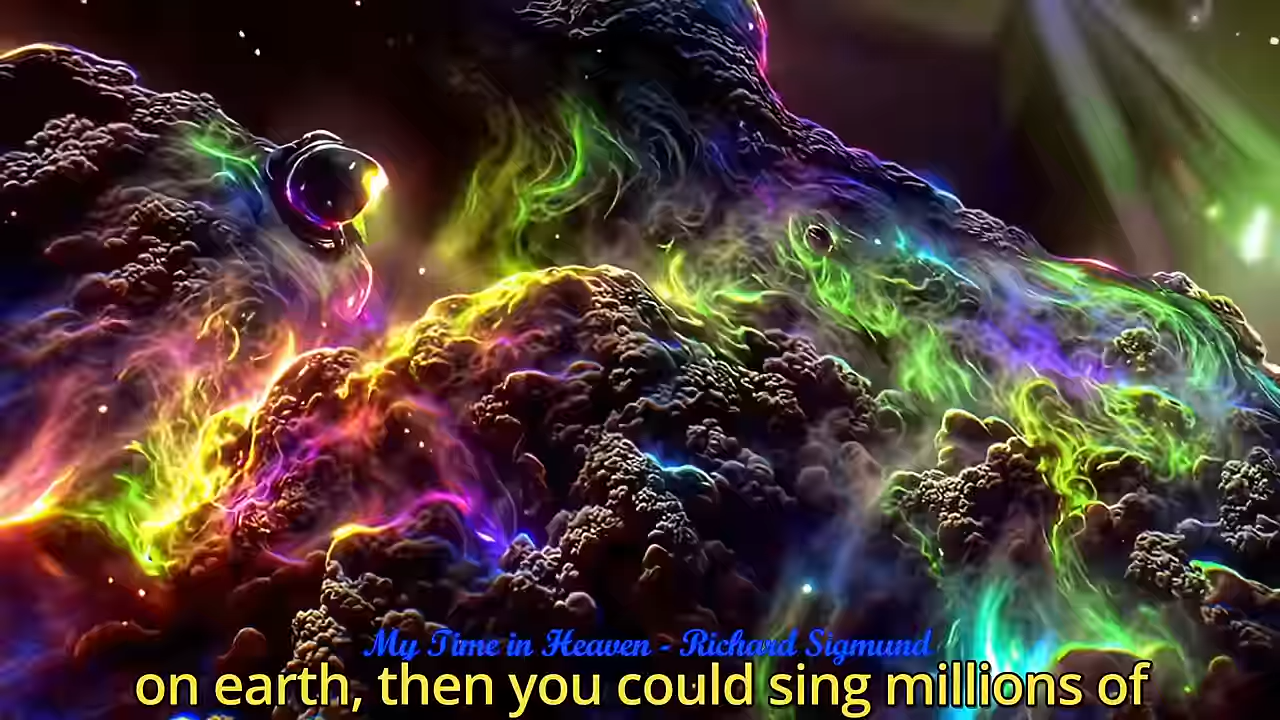 My Time in Heaven - Richard Sigmund
on earth, then you could sing millions of